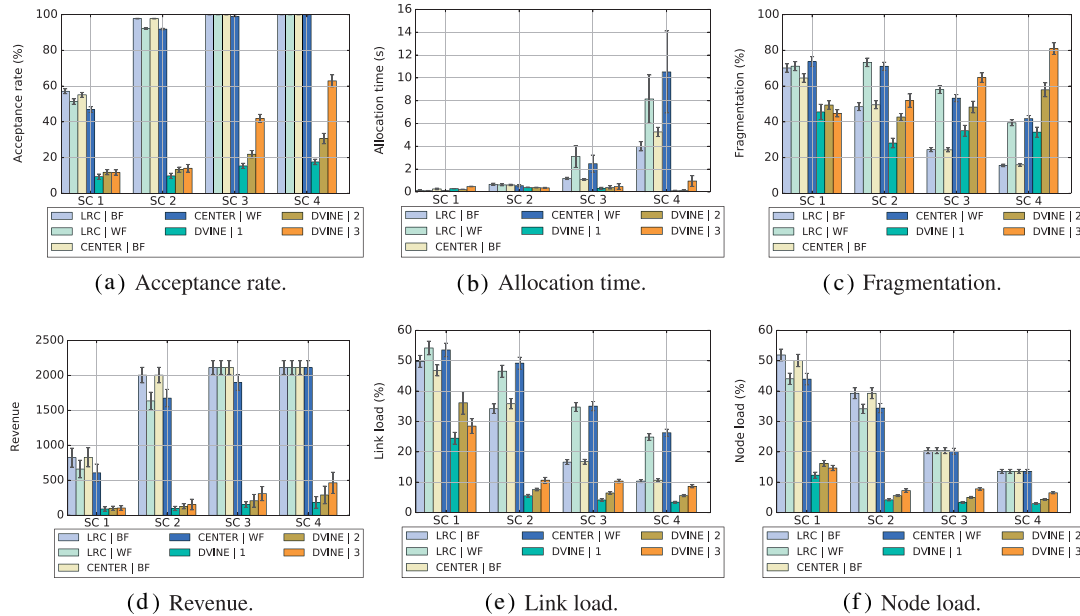 Acceptance rate (%)
100
80
60
40
20
0
SC 1 SC 2 SC 3 SC 4
LRC | BF CENTER | WF DVINE | 2
LRC | WF DVINE | 1 DVINE | 3
CENTER | BF
(a) Acceptance rate.
Allocation time (s)
16
14
12
10
8
6
4
2
0
SC 1 SC 2 SC 3 SC 4
LRC | BF CENTER | WF DVINE | 2
LRC | WF DVINE | 1 DVINE | 3
CENTER | BF
(b) Allocation time.
Fragmentation (%)
100
80
60
40
20
0
SC 1 SC 2 SC 3 SC 4
LRC | BF CENTER | WF DVINE | 2
LRC | WF DVINE | 1 DVINE | 3
CENTER | BF
(c) Fragmentation.
Revenue
2500
2000
1500
1000
500
0
SC 1 SC 2 SC 3 SC 4
LRC | BF CENTER | WF DVINE | 2
LRC | WF DVINE | 1 DVINE | 3
CENTER | BF
(d) Revenue.
Link load (%)
60
50
40
30
20
10
0
SC 1 SC 2 SC 3 SC 4
LRC | BF CENTER | WF DVINE | 2
LRC | WF DVINE | 1 DVINE | 3
CENTER | BF
(e) Link load.
Node load (%)
60
50
40
30
20
10
0
SC 1 SC 2 SC 3 SC 4
LRC | BF CENTER | WF DVINE | 2
LRC | WF DVINE | 1 DVINE | 3
CENTER | BF
(f) Node load.